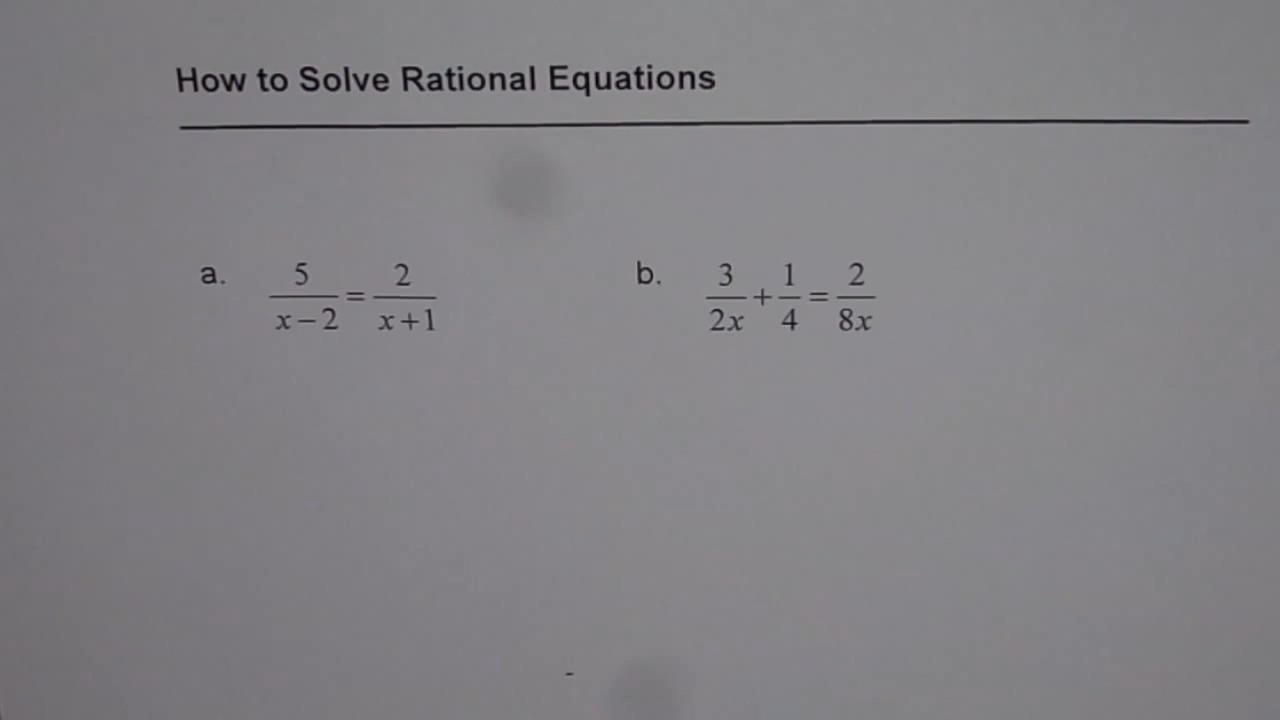 How to Solve Rational Equations
a. 5/(x−2) = 2/(x+1)
b. 3/(2x) + 1/4 = 2/(8x)